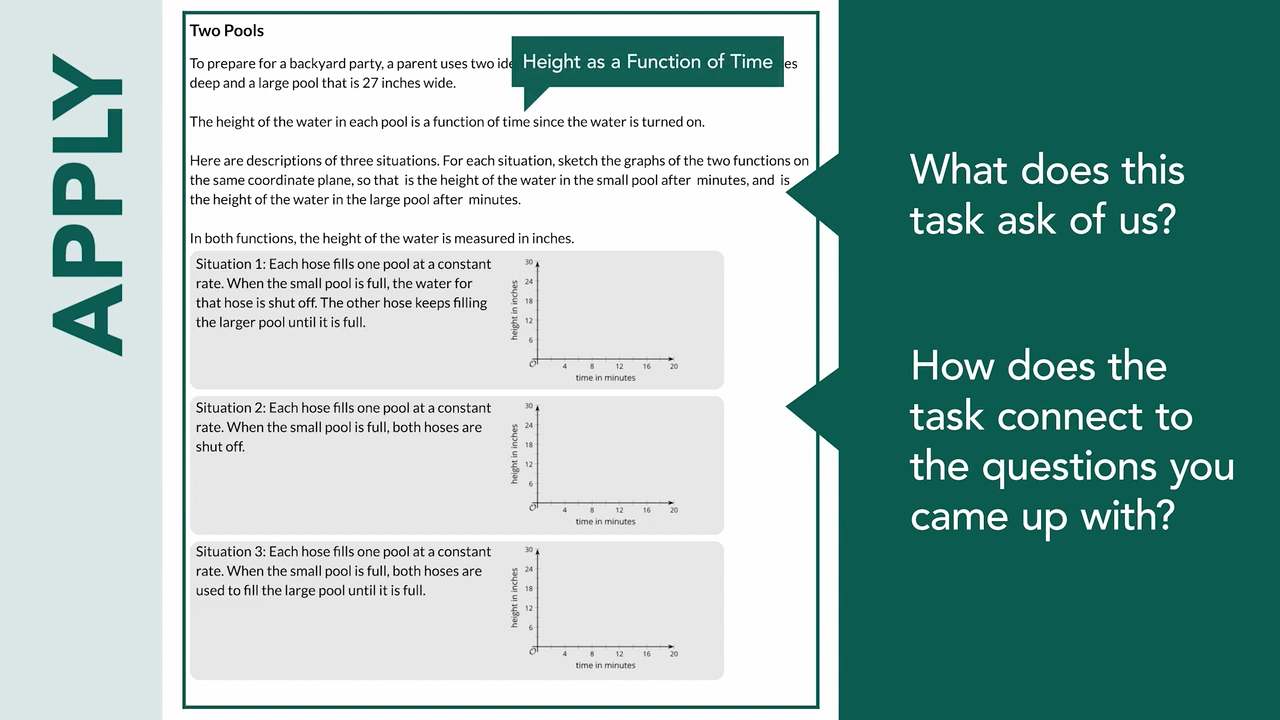 APPLY
Two Pools
To prepare for a backyard party, a parent uses two
deep and a large pool that is 27 inches wide.
Height as a Function of Time
The height of the water in each pool is a function of time since the water is turned on.
Here are descriptions of three situations. For each situation, sketch the graphs of the two functions on
the same coordinate plane, so that is the height of the water in the small pool after minutes, and is
the height of the water in the large pool after minutes.
In both functions, the height of the water is measured in inches.
Situation 1: Each hose fills one pool at a constant
rate. When the small pool is full, the water for
that hose is shut off. The other hose keeps filling
the larger pool until it is full.
height in inches
30
24
18
12
6
O
4 8 12 16 20
time in minutes
Situation 2: Each hose fills one pool at a constant
rate. When the small pool is full, both hoses are
shut off.
height in inches
30
24
18
12
6
O
4 8 12 16 20
time in minutes
Situation 3: Each hose fills one pool at a constant
rate. When the small pool is full, both hoses are
used to fill the large pool until it is full.
height in inches
30
24
18
12
6
O
4 8 12 16 20
time in minutes
What does this
task ask of us?
How does the
task connect to
the questions you
came up with?